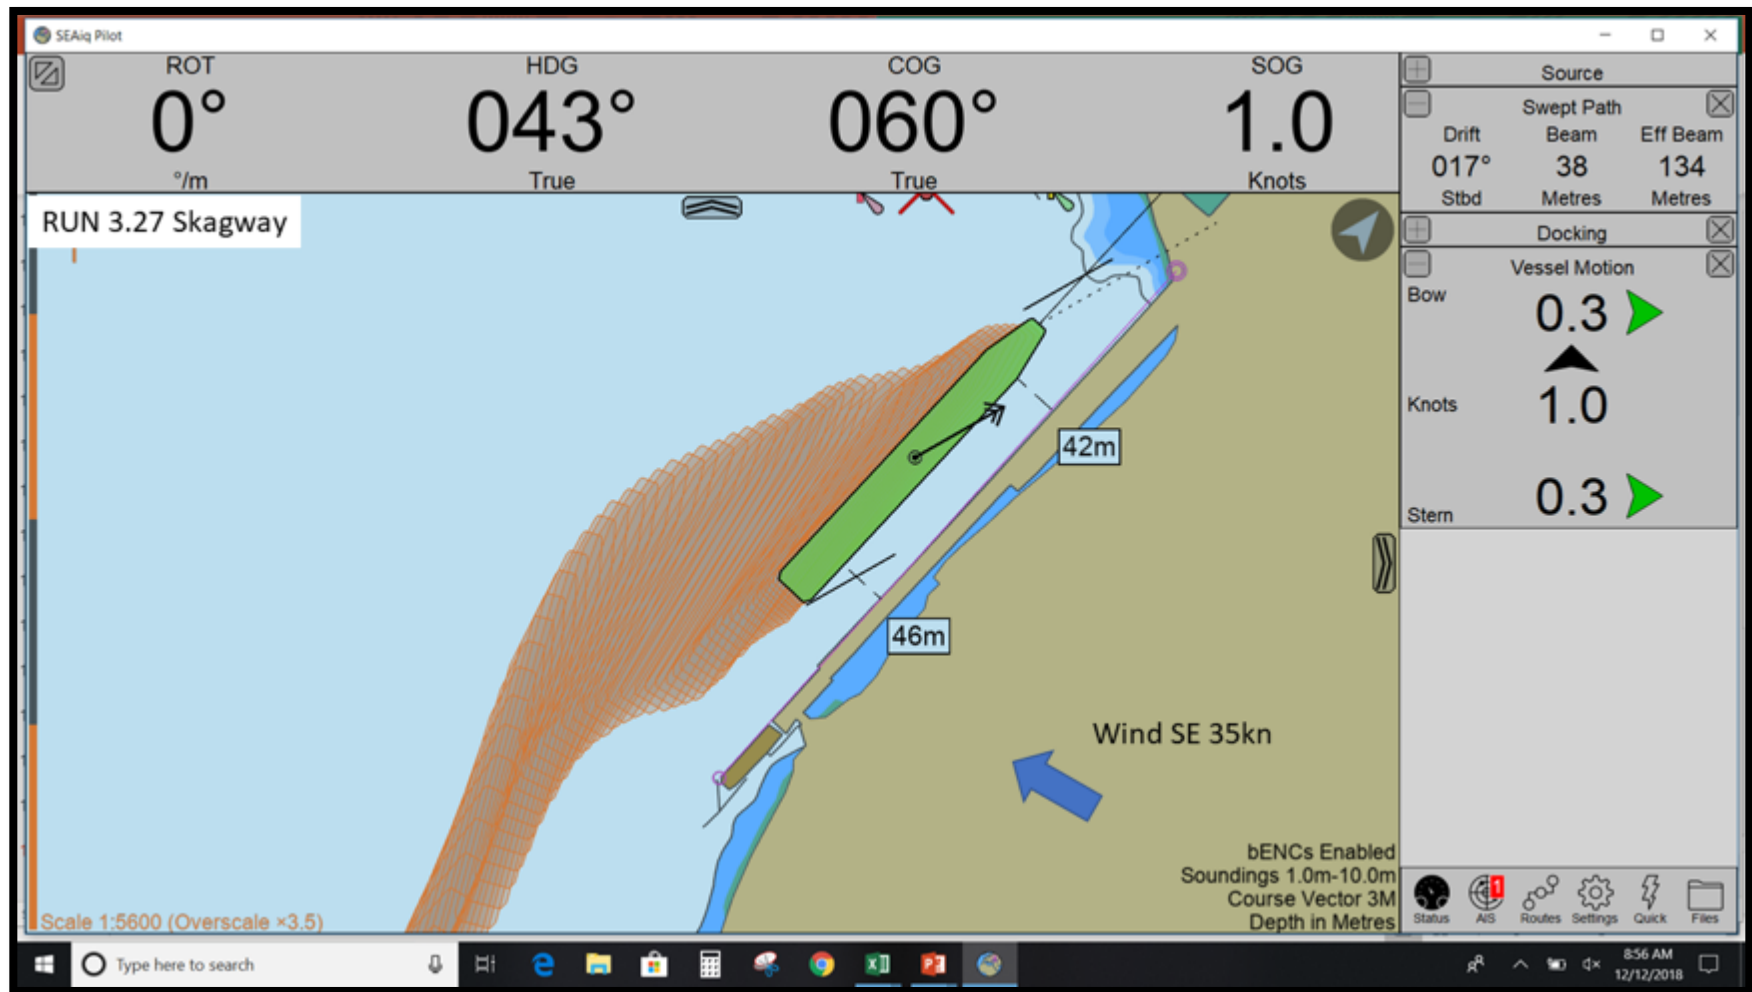 SEAiq Pilot
ROT HDG COG SOG
0° 043° 060° 1.0
°/m True True Knots
Source
Swept Path
Drift Beam Eff Beam
017° 38 134
Stbd Metres Metres
Docking
Vessel Motion
Bow 0.3
Knots 1.0
Stern 0.3
RUN 3.27 Skagway
42m
46m
Wind SE 35kn
bENCs Enabled
Soundings 1.0m-10.0m
Course Vector 3M
Depth in Metres
Scale 1:5600 (Overscale ×3.5)
1
Status AIS Routes Settings Quick Files
Type here to search
8:56 AM
12/12/2018